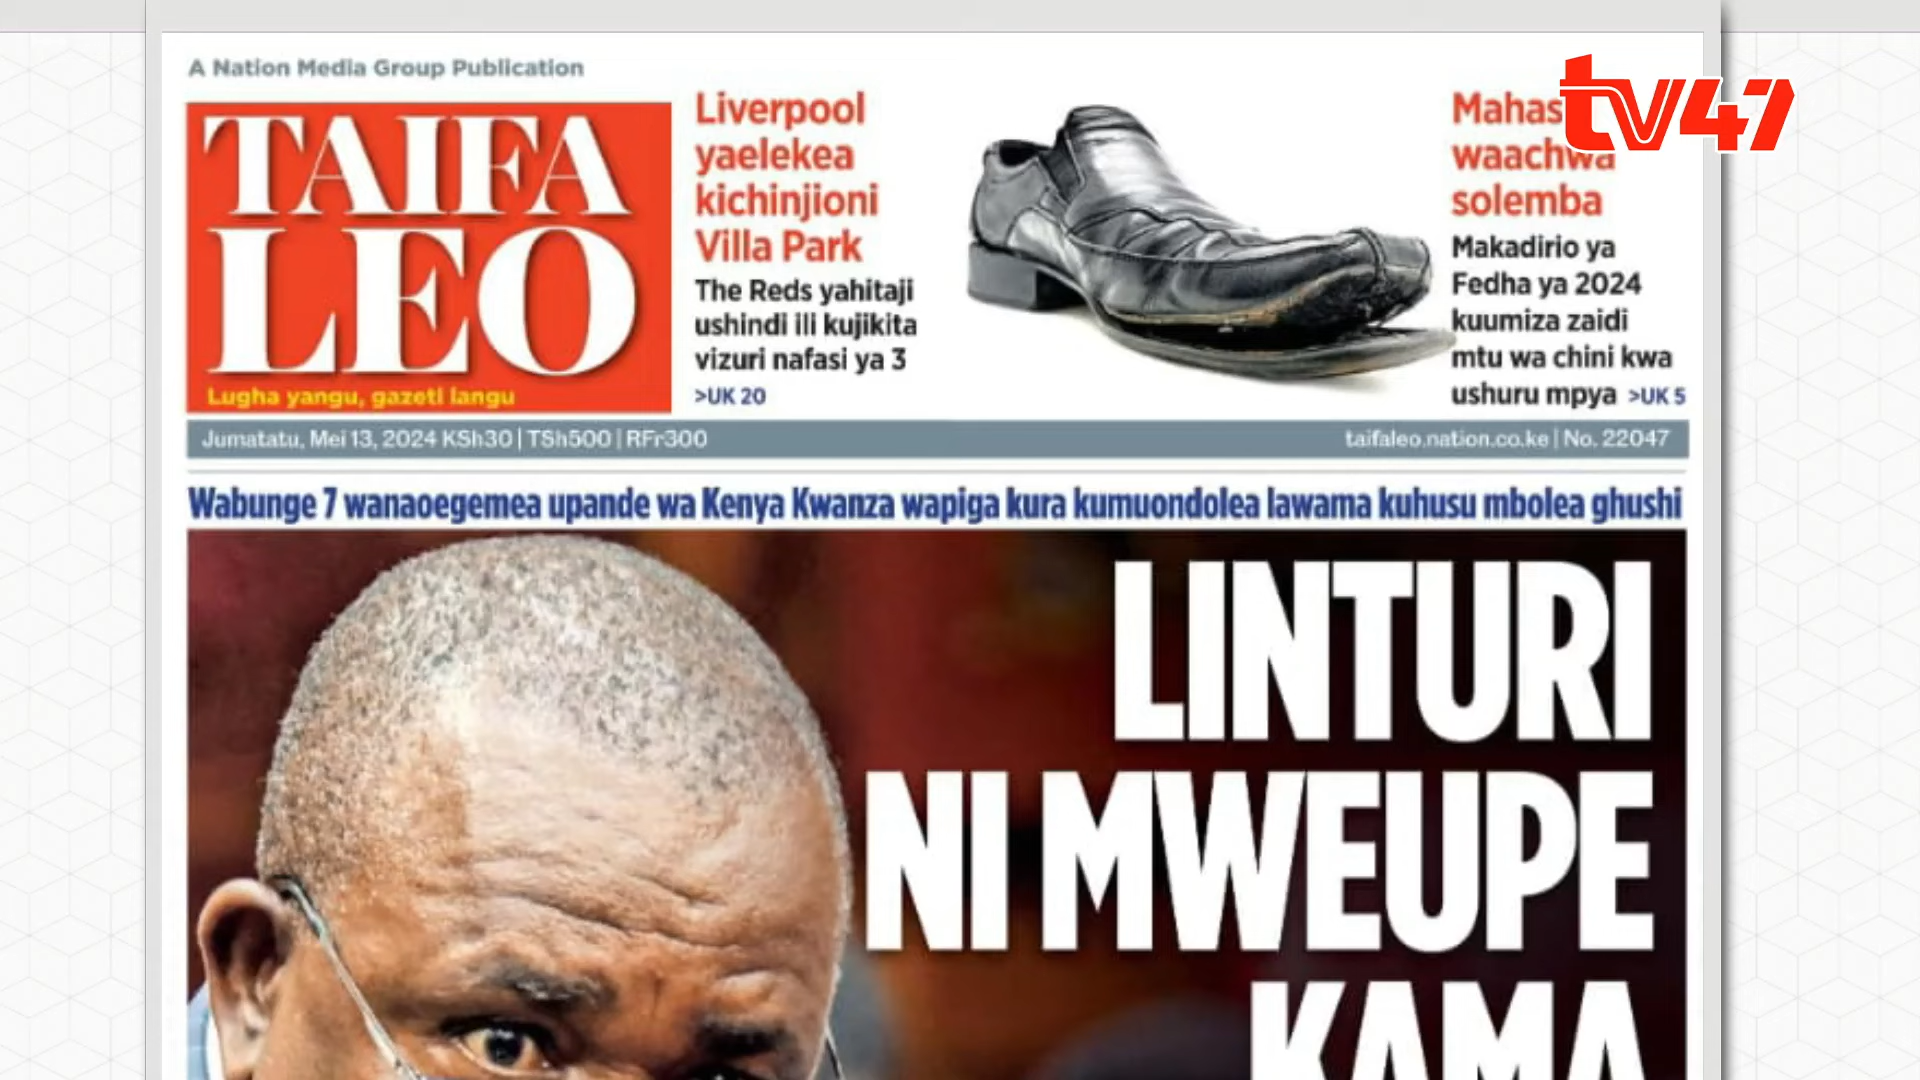 A Nation Media Group Publication
TAIFA
LEO
Lugha yangu, gazeti langu
Liverpool
yaelekea
kichinjioni
Villa Park
The Reds yahitaji
ushindi ili kujikita
vizuri nafasi ya 3
>UK 20
tv47
waachwa
solemba
Makadirio ya
Fedha ya 2024
kuumiza zaidi
mtu wa chini kwa
ushuru mpya >UK 5
Jumatatu, Mei 13, 2024 KSh30 | TSh500 | RFr300
taifaleo.nation.co.ke | No. 22047
Wabunge 7 wanaoegemea upande wa Kenya Kwanza wapiga kura kumuondolea lawama kuhusu mbolea ghushi
LINTURI
NI MWEUPE
KAMA